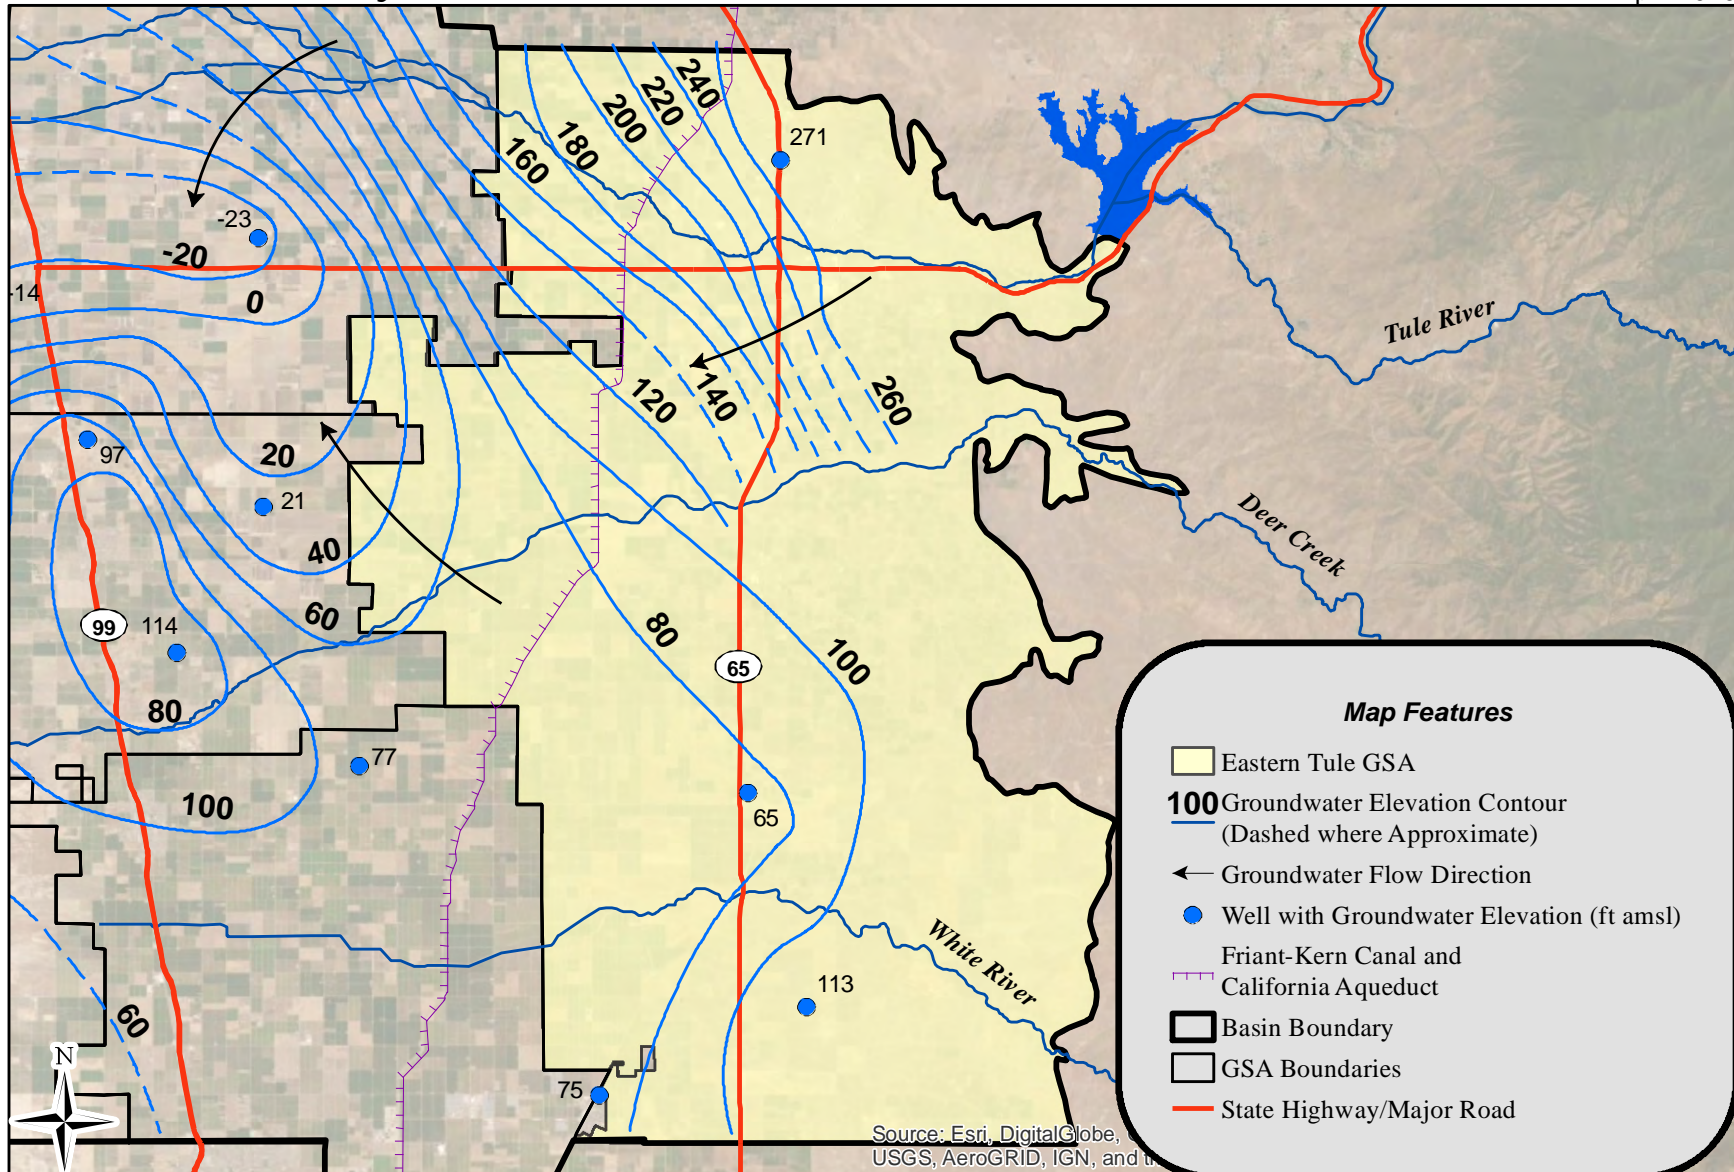 240
220
200
180
160
271
-23
-20
0
-14
Tule River
260
140
120
97
20
21
40
Deer Creek
60
99
114
80
80
65
100
77
100
65
White River
113
60
N
75
Map Features
Eastern Tule GSA
100 Groundwater Elevation Contour
(Dashed where Approximate)
Groundwater Flow Direction
Well with Groundwater Elevation (ft amsl)
Friant-Kern Canal and
California Aqueduct
Basin Boundary
GSA Boundaries
State Highway/Major Road
Source: Esri, DigitalGlobe,
USGS, AeroGRID, IGN, and